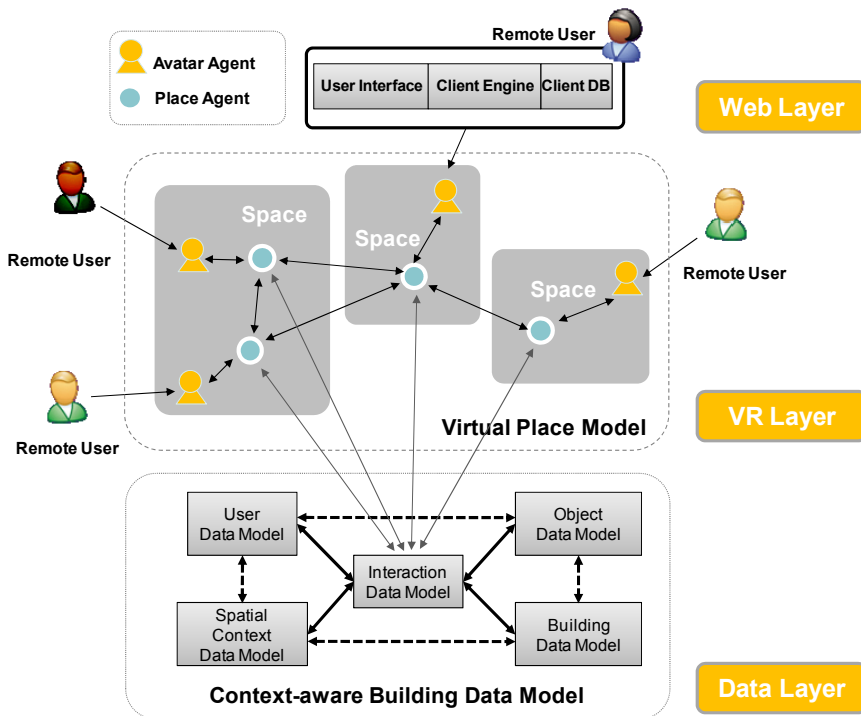 Remote User
Avatar Agent
Place Agent
User Interface
Client Engine
Client DB
Web Layer
Space
Space
Space
Remote User
Remote User
Remote User
Virtual Place Model
VR Layer
User
Data Model
Object
Data Model
Interaction
Data Model
Spatial
Context
Data Model
Building
Data Model
Context-aware Building Data Model
Data Layer